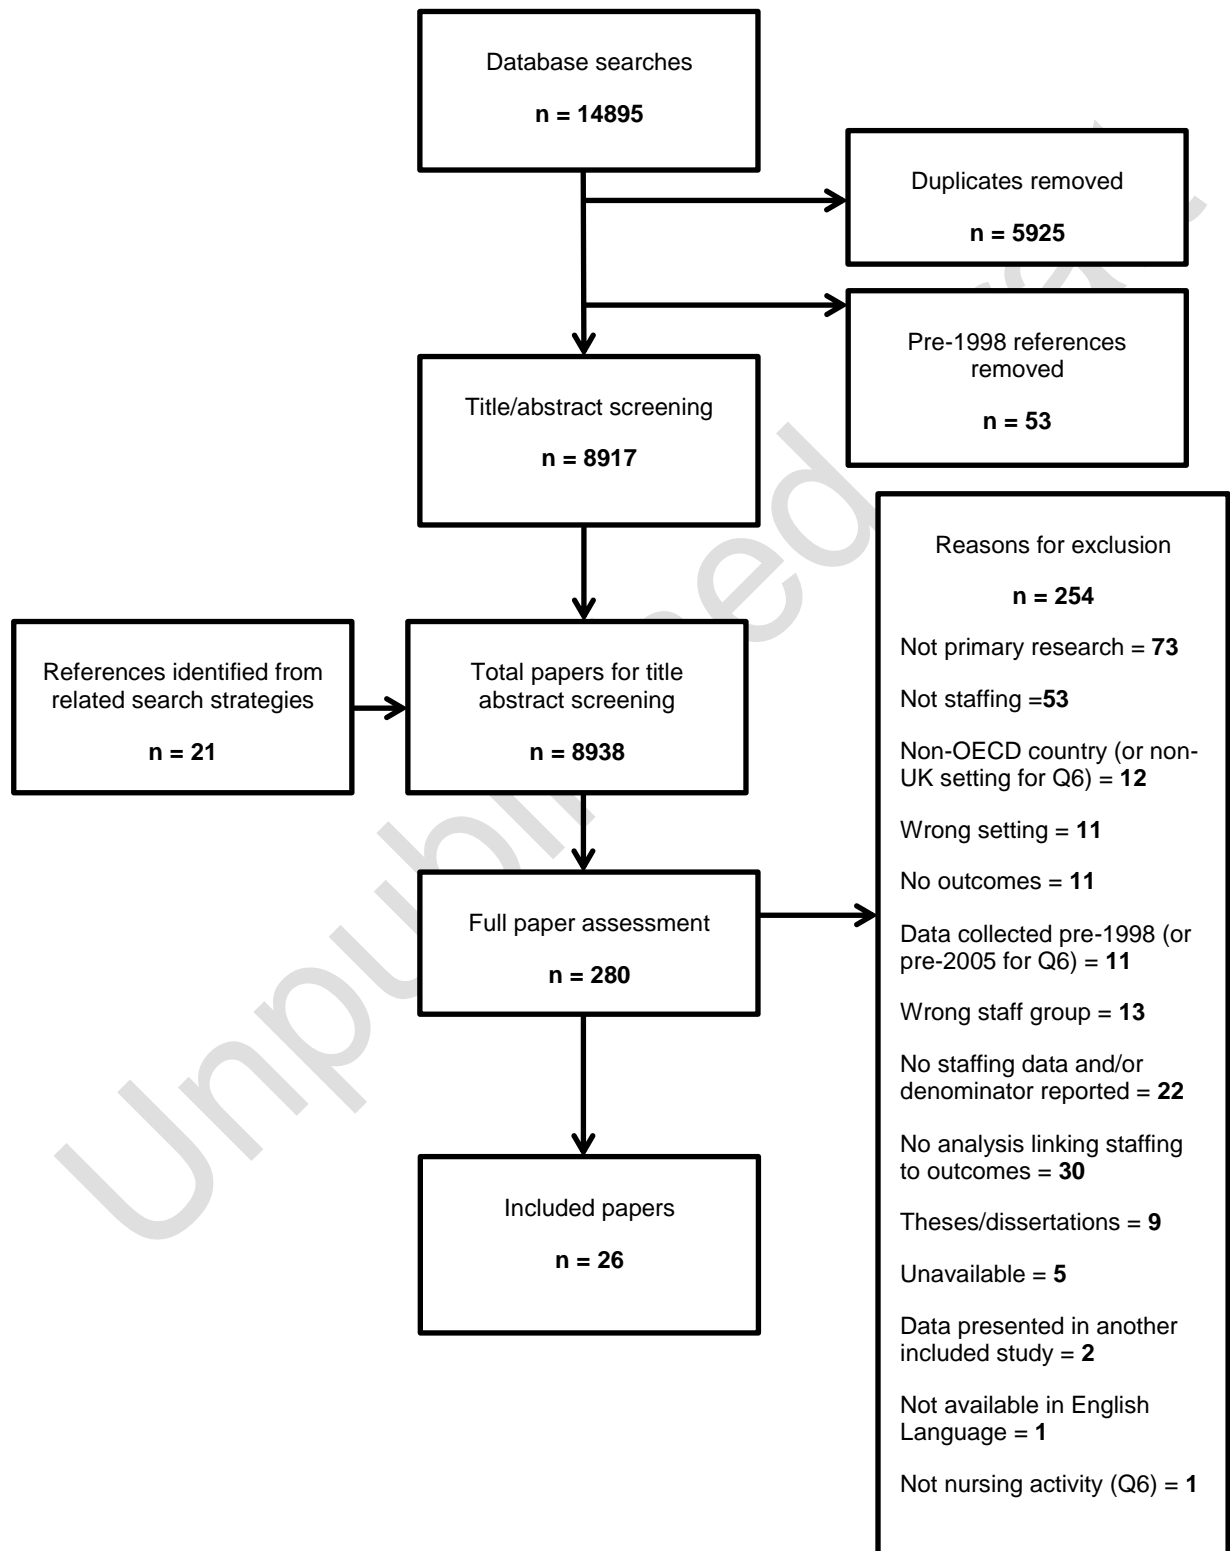 Database searches
n = 14895
Duplicates removed
n = 5925
Pre-1998 references
removed
n = 53
Title/abstract screening
n = 8917
References identified from
related search strategies
n = 21
Total papers for title
abstract screening
n = 8938
Full paper assessment
n = 280
Included papers
n = 26
Reasons for exclusion
n = 254
Not primary research = 73
Not staffing =53
Non-OECD country (or non-
UK setting for Q6) = 12
Wrong setting = 11
No outcomes = 11
Data collected pre-1998 (or
pre-2005 for Q6) = 11
Wrong staff group = 13
No staffing data and/or
denominator reported = 22
No analysis linking staffing
to outcomes = 30
Theses/dissertations = 9
Unavailable = 5
Data presented in another
included study = 2
Not available in English
Language = 1
Not nursing activity (Q6) = 1